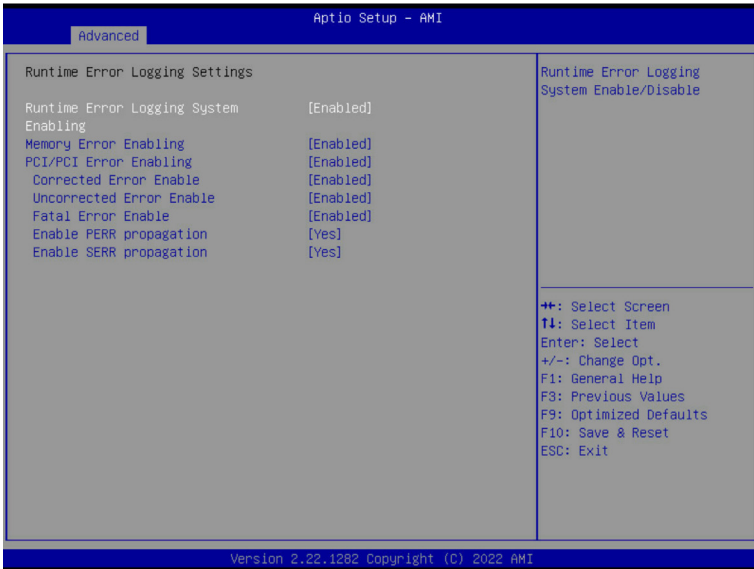 Aptio Setup – AMI
Advanced
Runtime Error Logging Settings
Runtime Error Logging System [Enabled]
Enabling
Memory Error Enabling [Enabled]
PCI/PCI Error Enabling [Enabled]
Corrected Error Enable [Enabled]
Uncorrected Error Enable [Enabled]
Fatal Error Enable [Enabled]
Enable PERR propagation [Yes]
Enable SERR propagation [Yes]
Runtime Error Logging
System Enable/Disable
→←: Select Screen
↑↓: Select Item
Enter: Select
+/-: Change Opt.
F1: General Help
F3: Previous Values
F9: Optimized Defaults
F10: Save & Reset
ESC: Exit
Version 2.22.1282 Copyright (C) 2022 AMI